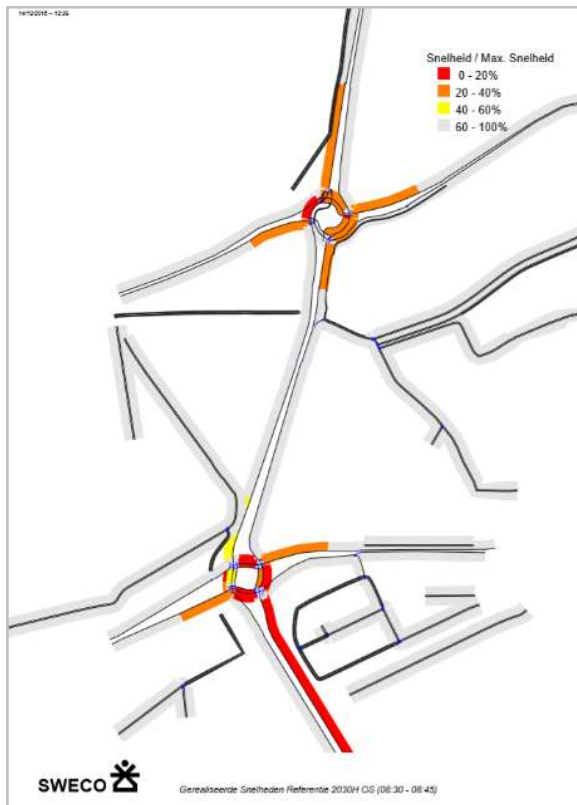 Snelheid / Max. Snelheid
0 - 20%
20 - 40%
40 - 60%
60 - 100%
SWECO
Gerealiseerde Snelheden Referentie 2030H OS (08:30 - 08:45)